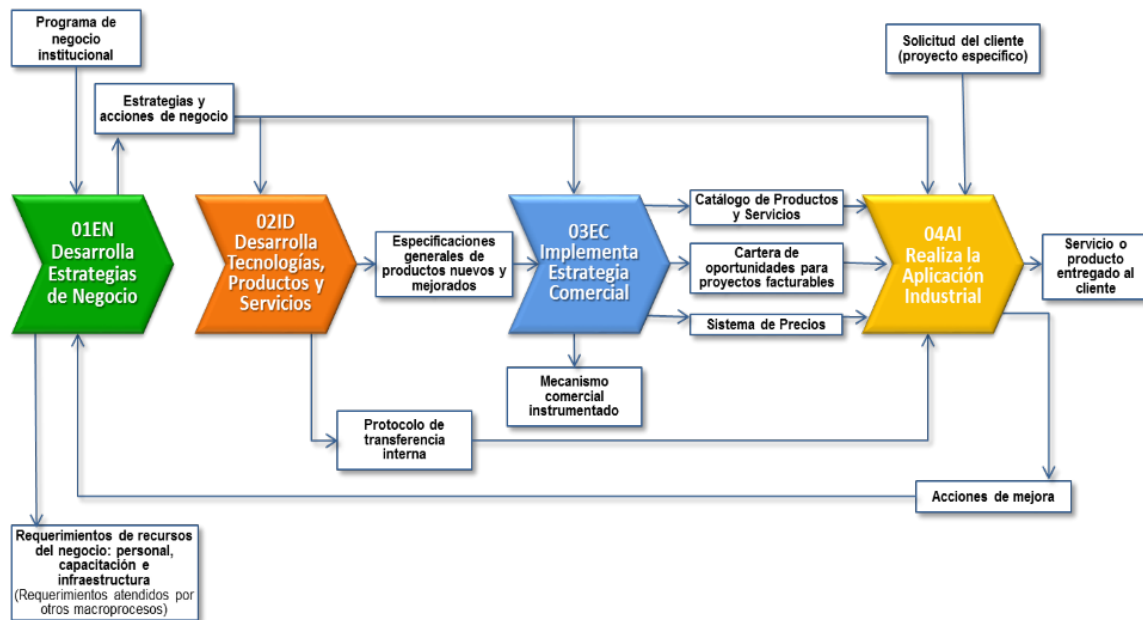 Programa de
negocio
institucional
Solicitud del cliente
(proyecto específico)
Estrategias y
acciones de negocio
01EN
Desarrolla
Estrategias
de Negocio
02ID
Desarrolla
Tecnologías,
Productos y
Servicios
Especificaciones
generales de
productos nuevos y
mejorados
03EC
Implementa
Estrategia
Comercial
Catálogo de Productos
y Servicios
Cartera de
oportunidades para
proyectos facturables
Sistema de Precios
04AI
Realiza la
Aplicación
Industrial
Servicio o
producto
entregado al
cliente
Mecanismo
comercial
instrumentado
Protocolo de
transferencia
interna
Acciones de mejora
Requerimientos de recursos
del negocio: personal,
capacitación e
infraestructura
(Requerimientos atendidos por
otros macroprocesos)